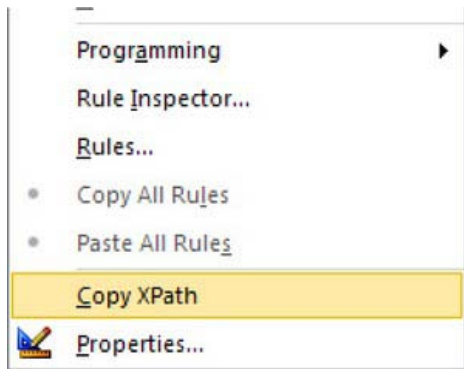 Programming
Rule Inspector...
Rules...
Copy All Rules
Paste All Rules
Copy XPath
Properties...